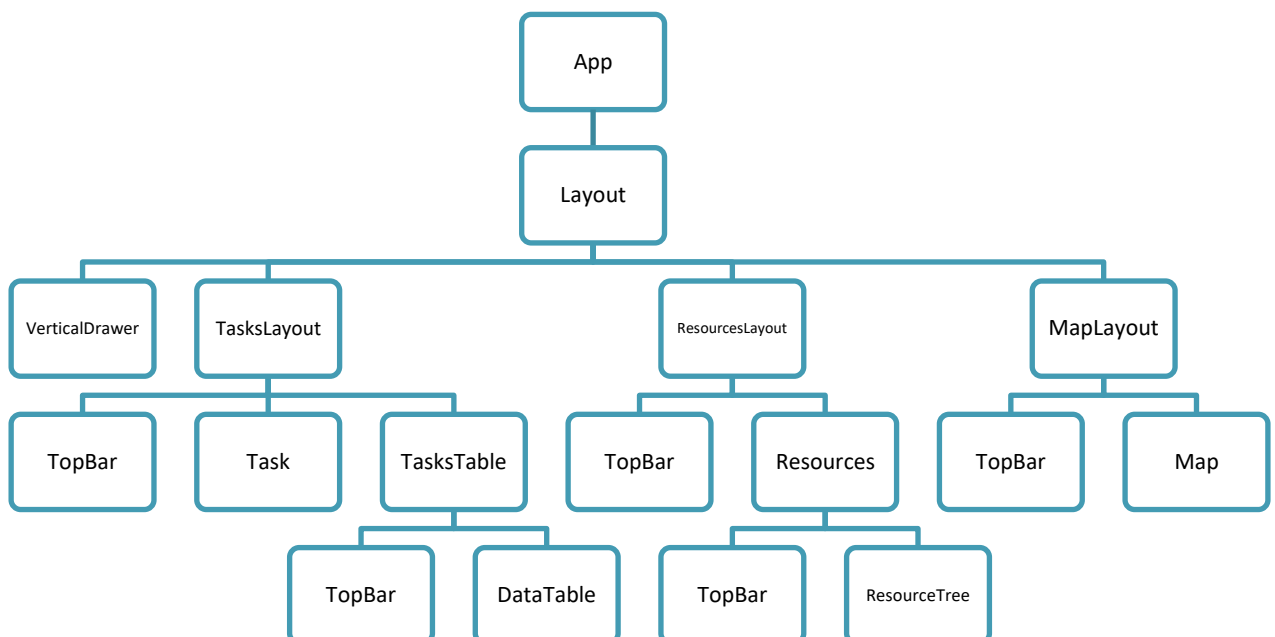 App
Layout
VerticalDrawer
TasksLayout
ResourcesLayout
MapLayout
TopBar
Task
TasksTable
TopBar
Resources
TopBar
Map
TopBar
DataTable
TopBar
ResourceTree